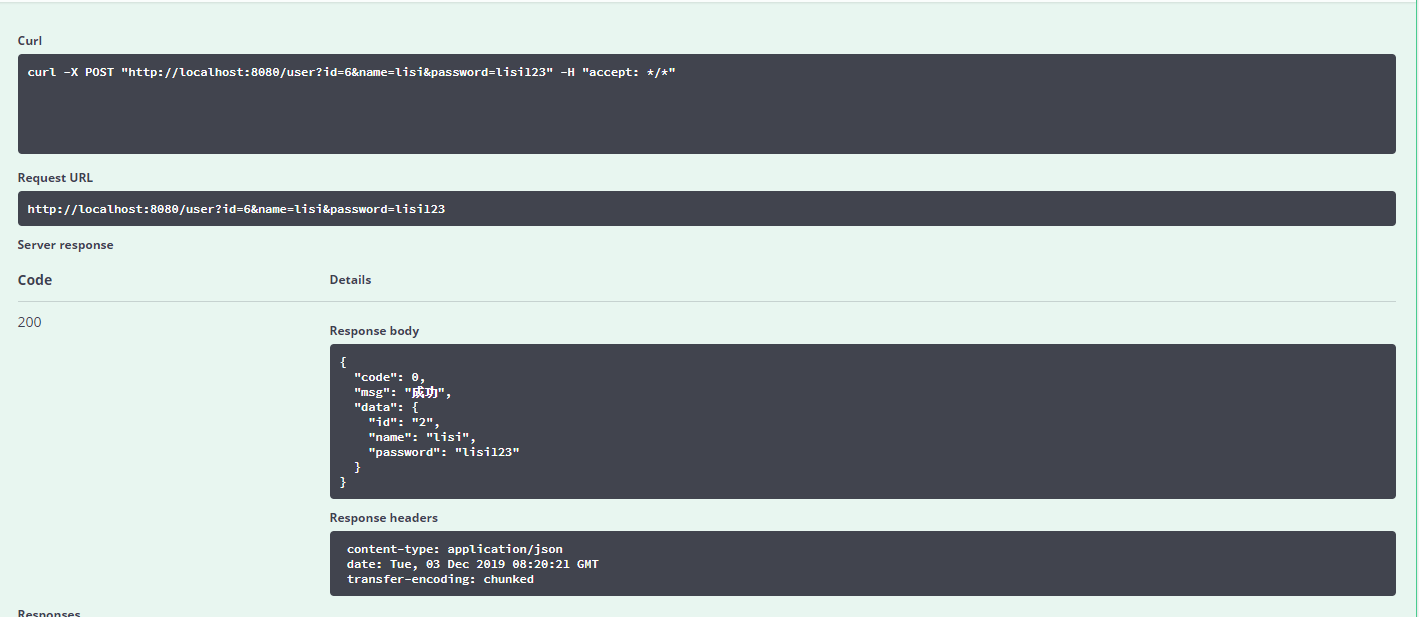 Curl
curl -X POST "http://localhost:8080/user?id=6&name=lisi&password=lisi123" -H "accept: */*"
Request URL
http://localhost:8080/user?id=6&name=lisi&password=lisi123
Server response
Code Details
200
Response body
{
  "code": 0,
  "msg": "成功",
  "data": {
    "id": "2",
    "name": "lisi",
    "password": "lisi123"
  }
}
Response headers
content-type: application/json
date: Tue, 03 Dec 2019 08:20:21 GMT
transfer-encoding: chunked
Responses